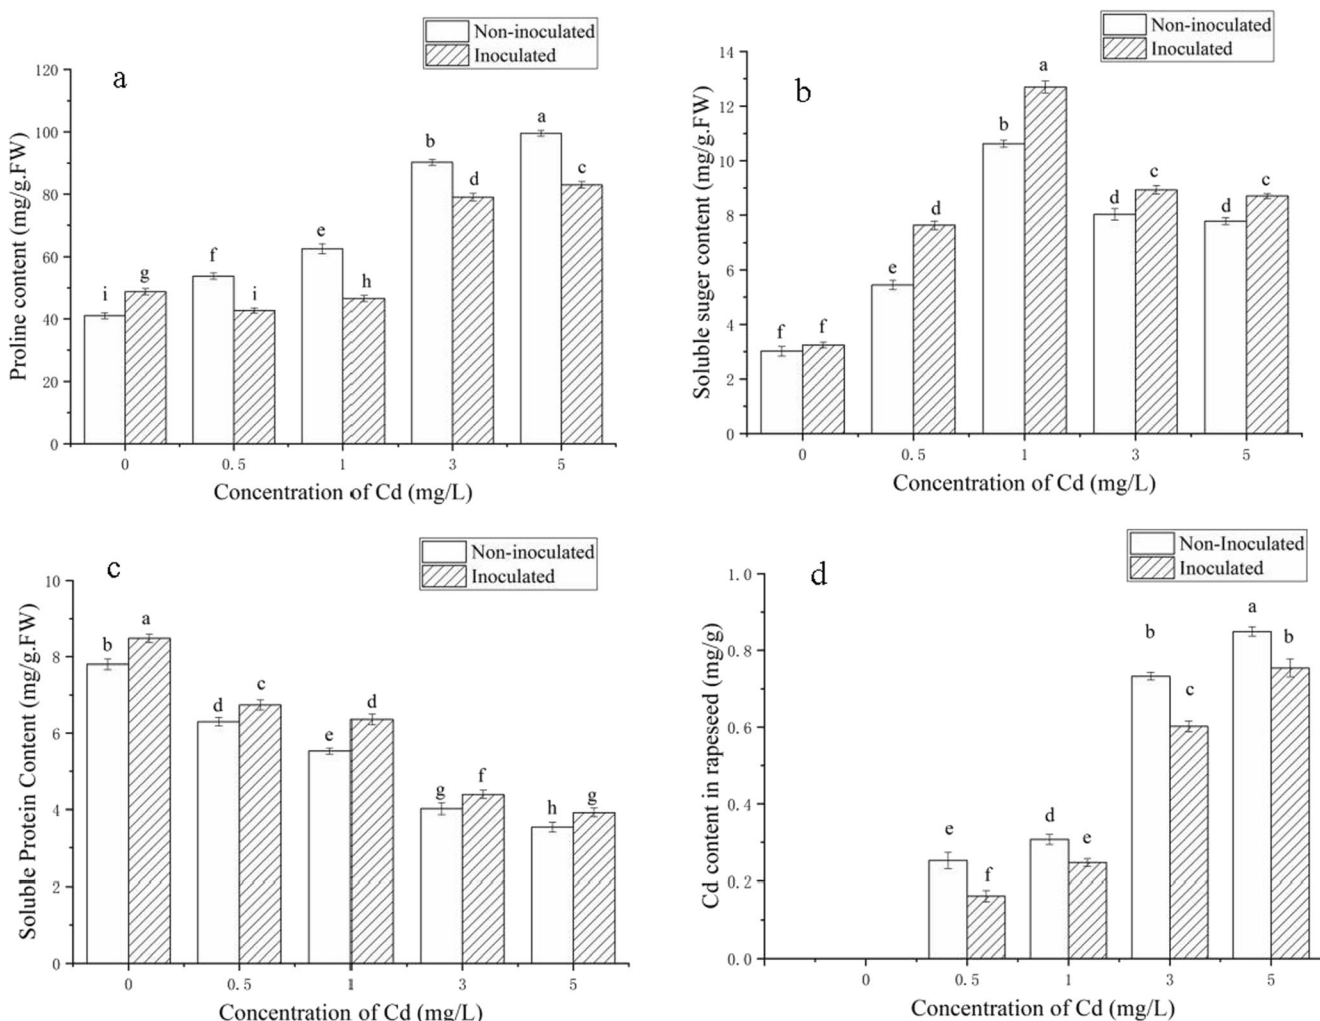 Non-inoculated
Inoculated
a
120
100
80
60
40
20
0
Proline content (mg/g.FW)
i g f i e h b d a c
0 0.5 1 3 5
Concentration of Cd (mg/L)
Non-inoculated
Inoculated
b
14
12
10
8
6
4
2
0
Soluble suger content (mg/g.FW)
f f e d b a d c d c
0 0.5 1 3 5
Concentration of Cd (mg/L)
Non-inoculated
Inoculated
c
10
8
6
4
2
0
Soluble Protein Content (mg/g.FW)
b a d c e d g f h g
0 0.5 1 3 5
Concentration of Cd (mg/L)
Non-Inoculated
Inoculated
d
1.0
0.8
0.6
0.4
0.2
0.0
Cd content in rapeseed (mg/g)
e f d e b c a b
0 0.5 1 3 5
Concentration of Cd (mg/L)